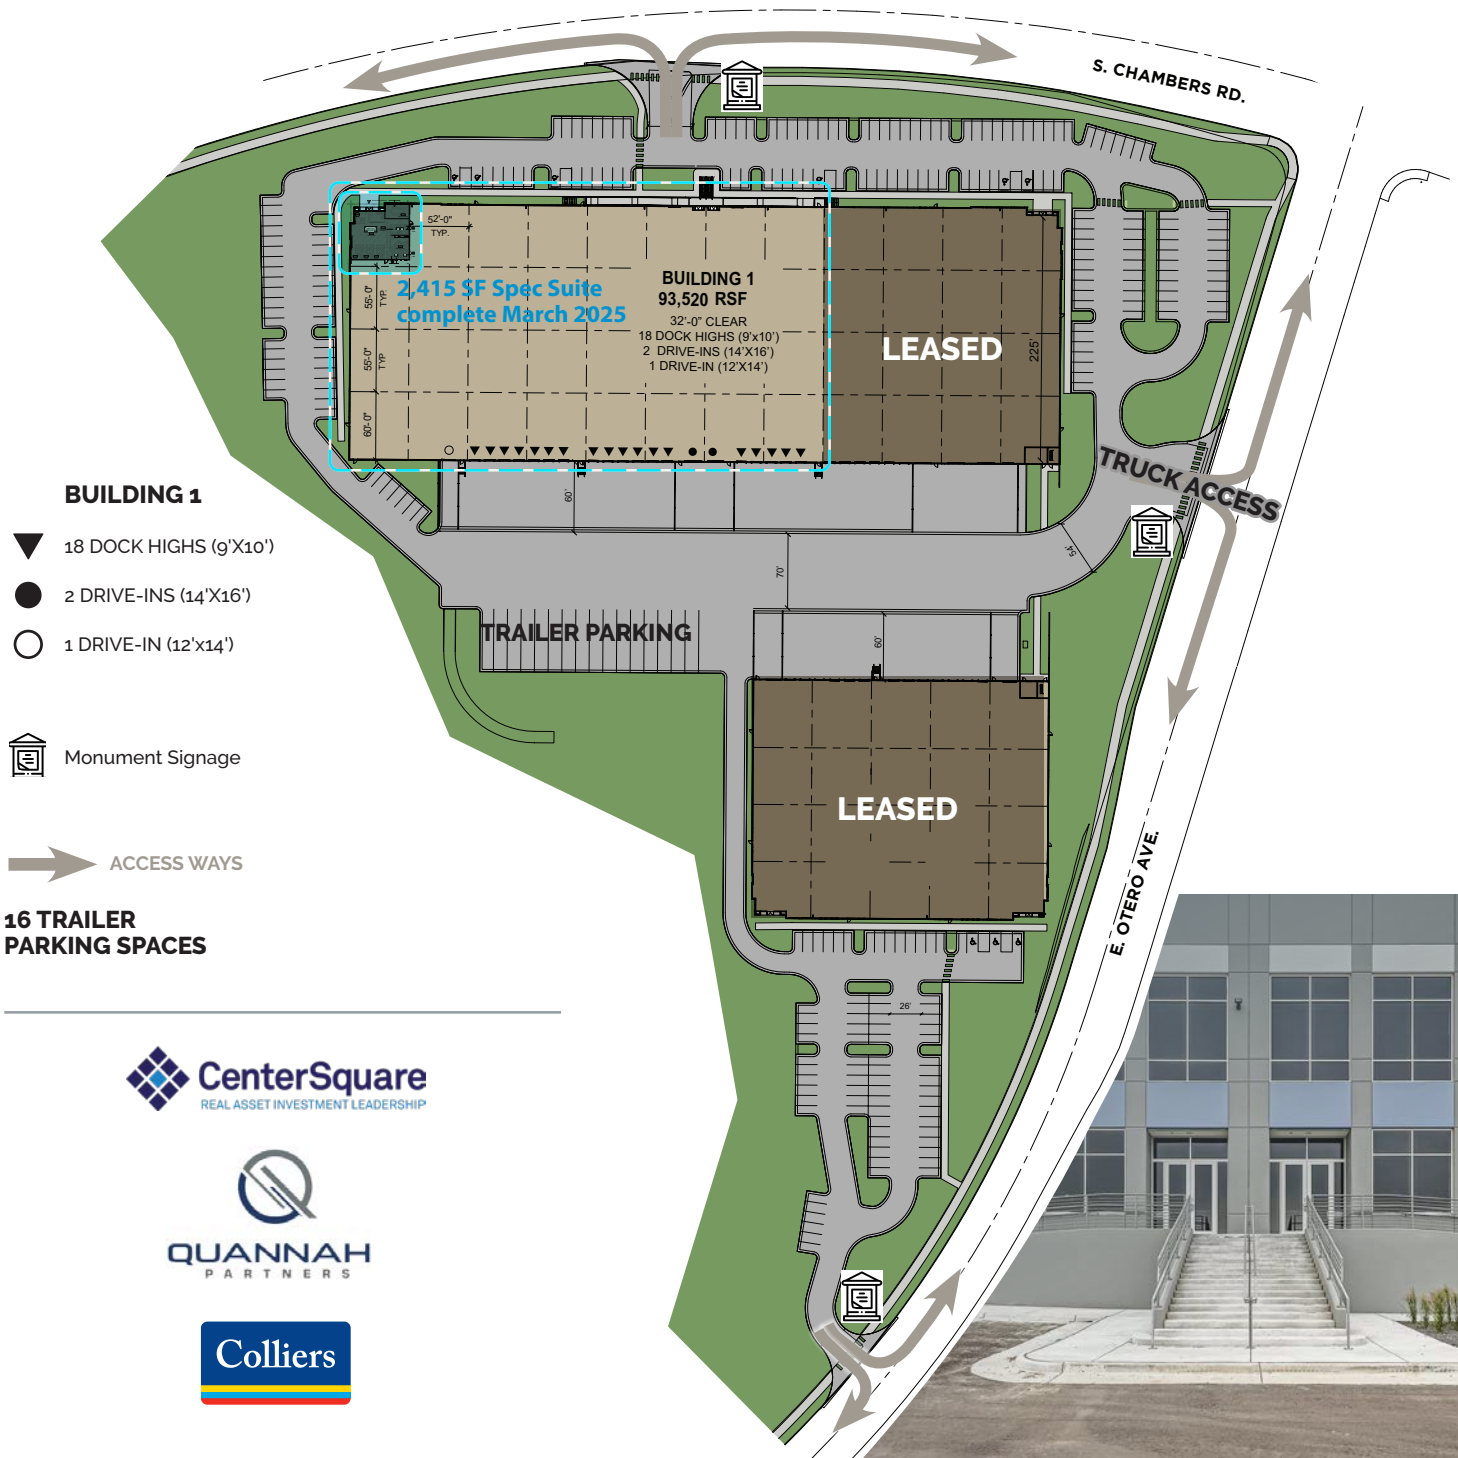 S. CHAMBERS RD.
52'-0"
TYP.
2,415 SF Spec Suite
complete March 2025
55'-0"
TYP.
55'-0"
TYP
60'-0"
BUILDING 1
93,520 RSF
32'-0" CLEAR
18 DOCK HIGHS (9'x10')
2 DRIVE-INS (14'X16')
1 DRIVE-IN (12'X14')
LEASED
225'
TRUCK ACCESS
60'
54'
70'
TRAILER PARKING
60'
LEASED
E. OTERO AVE.
26'
BUILDING 1
18 DOCK HIGHS (9'X10')
2 DRIVE-INS (14'X16')
1 DRIVE-IN (12'x14')
Monument Signage
ACCESS WAYS
16 TRAILER
PARKING SPACES
CenterSquare
REAL ASSET INVESTMENT LEADERSHIP
QUANNAH
PARTNERS
Colliers